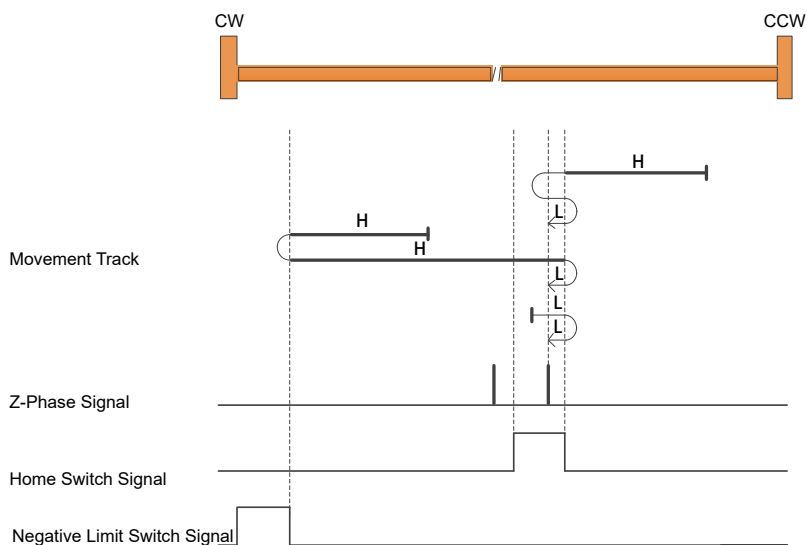 CW
CCW
H
L
H
H
L
L
L
Movement Track
Z-Phase Signal
Home Switch Signal
Negative Limit Switch Signal